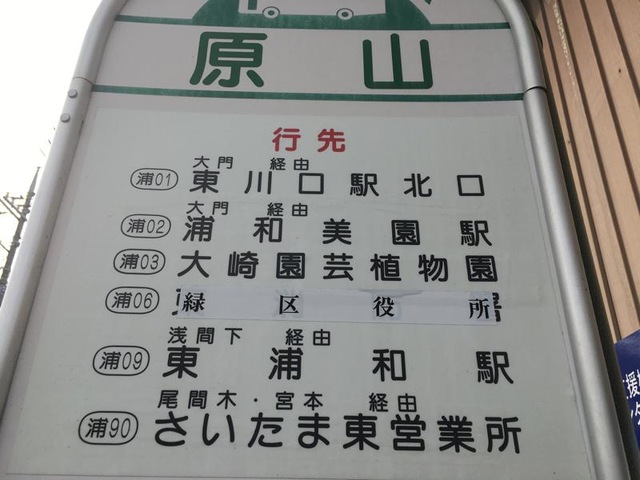 原山
行先
大門 経由
浦01 東川口駅北口
大門 経由
浦02 浦和美園駅
浦03 大崎園芸植物園
浦06 緑区役所
浅間下 経由
浦09 東浦和駅
尾間木・宮本 経由
浦90 さいたま東営業所